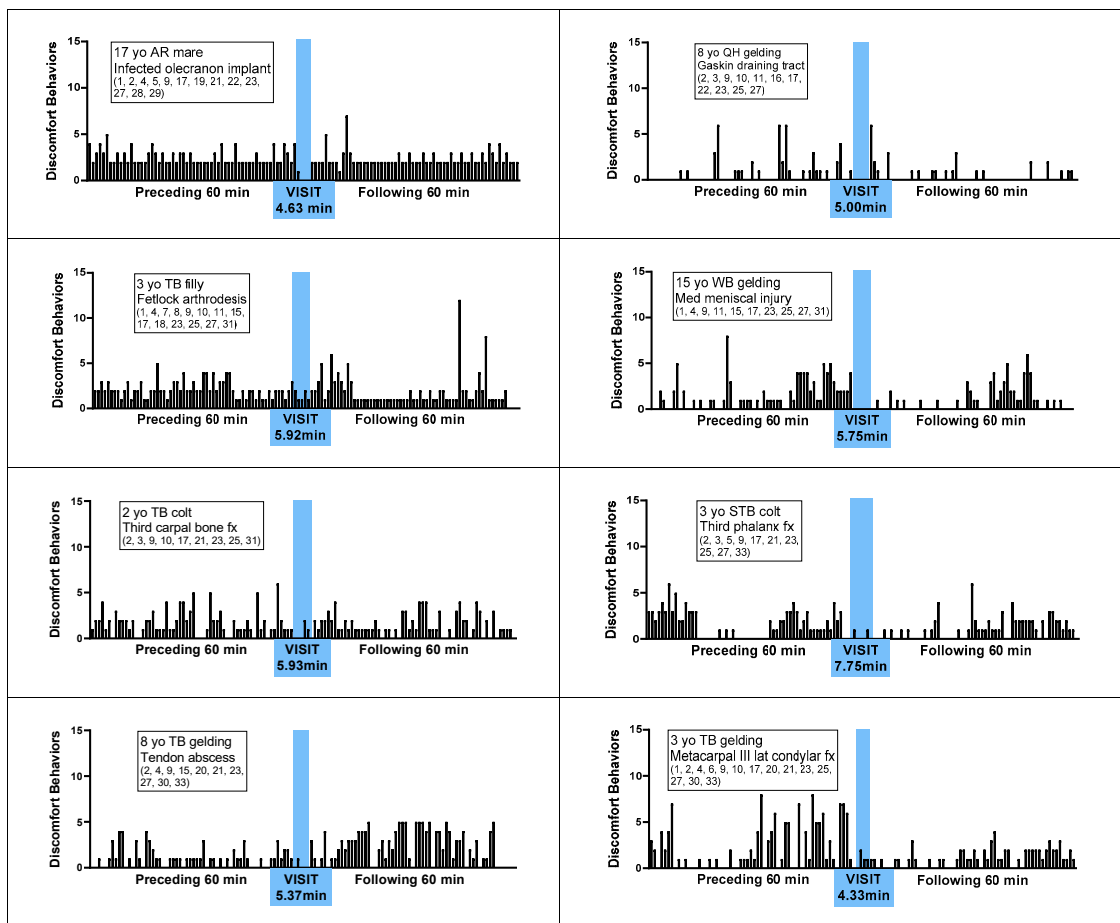 Discomfort Behaviors
15
10
5
0
17 yo AR mare
Infected olecranon implant
(1, 2, 4, 5, 9, 17, 19, 21, 22, 23,
27, 28, 29)
Preceding 60 min
VISIT
4.63 min
Following 60 min
Discomfort Behaviors
15
10
5
0
8 yo QH gelding
Gaskin draining tract
(2, 3, 9, 10, 11, 16, 17,
22, 23, 25, 27)
Preceding 60 min
VISIT
5.00min
Following 60 min
Discomfort Behaviors
15
10
5
0
3 yo TB filly
Fetlock arthrodesis
(1, 4, 7, 8, 9, 10, 11, 15,
17, 18, 23, 25, 27, 31)
Preceding 60 min
VISIT
5.92min
Following 60 min
Discomfort Behaviors
15
10
5
0
15 yo WB gelding
Med meniscal injury
(1, 4, 9, 11, 15, 17, 23, 25, 27, 31)
Preceding 60 min
VISIT
5.75min
Following 60 min
Discomfort Behaviors
15
10
5
0
2 yo TB colt
Third carpal bone fx
(2, 3, 9, 10, 17, 21, 23, 25, 31)
Preceding 60 min
VISIT
5.93min
Following 60 min
Discomfort Behaviors
15
10
5
0
3 yo STB colt
Third phalanx fx
(2, 3, 5, 9, 17, 21, 23,
25, 27, 33)
Preceding 60 min
VISIT
7.75min
Following 60 min
Discomfort Behaviors
15
10
5
0
8 yo TB gelding
Tendon abscess
(2, 4, 9, 15, 20, 21, 23,
27, 30, 33)
Preceding 60 min
VISIT
5.37min
Following 60 min
Discomfort Behaviors
15
10
5
0
3 yo TB gelding
Metacarpal III lat condylar fx
(1, 2, 4, 6, 9, 10, 17, 20, 21, 23, 25,
27, 30, 33)
Preceding 60 min
VISIT
4.33min
Following 60 min